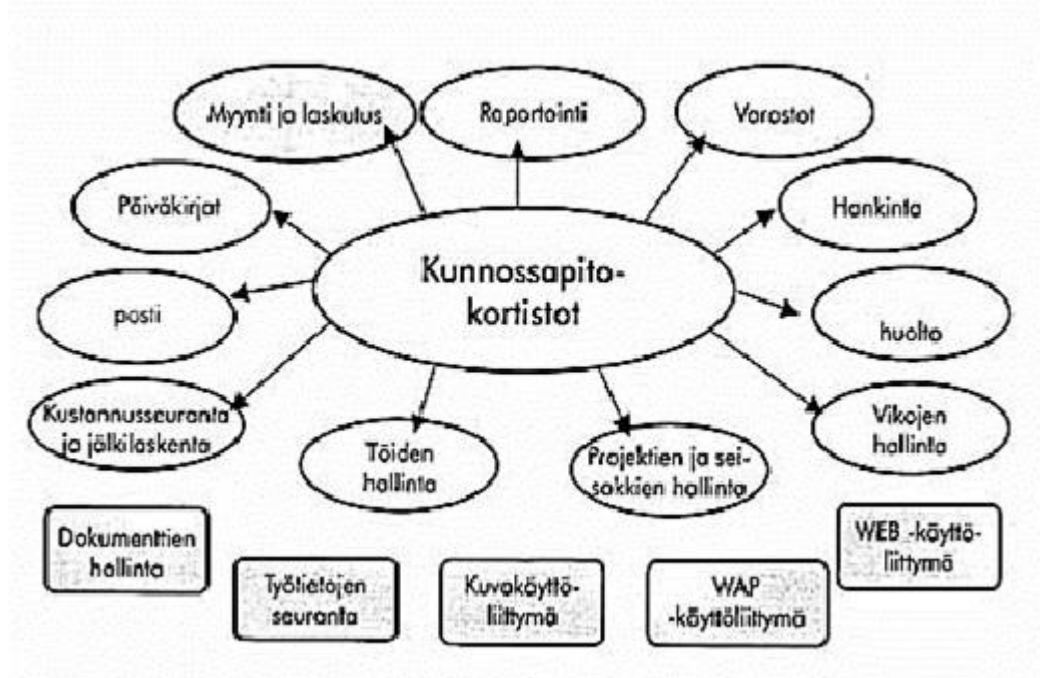 Myynti ja laskutus
Raportointi
Varastot
Päiväkirjat
Hankinta
Kunnossapito-
kortistot
posti
huolto
Kustannusseuranta
ja jälkilaskenta
Töiden
hallinta
Projektien ja sei-
sokkien hallinta
Vikojen
hallinta
Dokumenttien
hallinta
Työtietojen
seuranta
Kuvakäyttö-
liittymä
WAP
-käyttöliittymä
WEB -käyttö-
liittymä